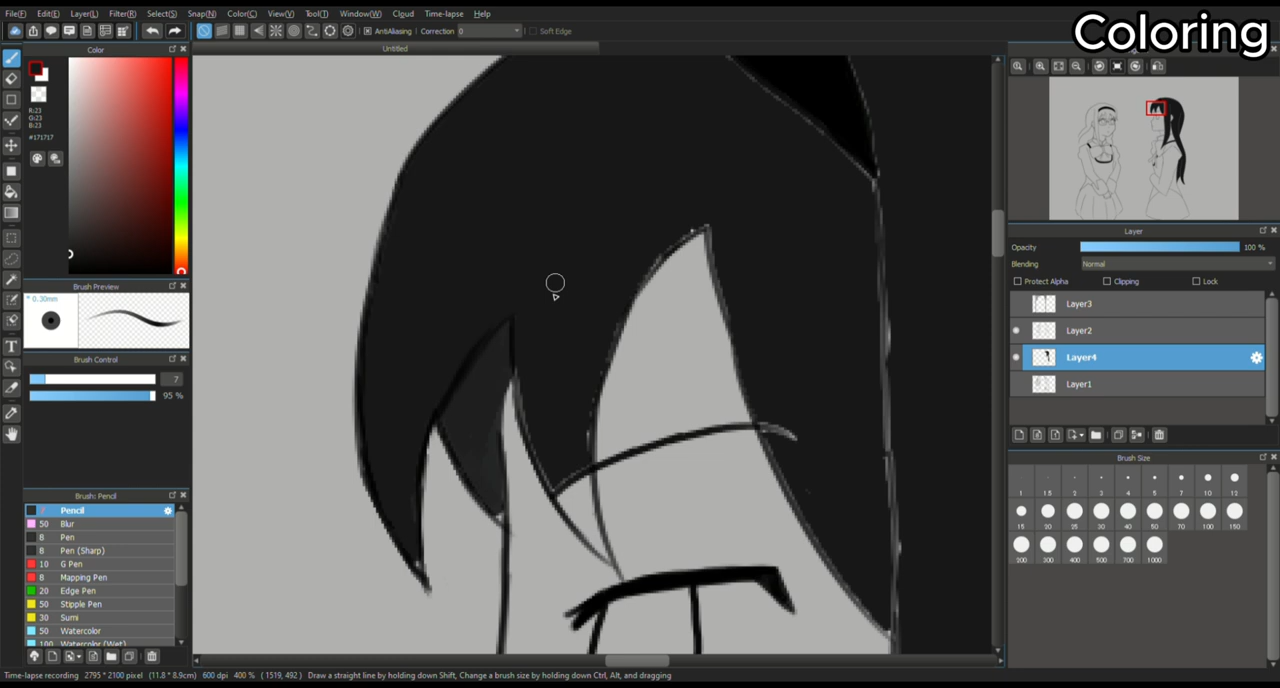 Coloring
File(F) Edit(E) Layer(L) Filter(R) Select(S) Snap(N) Color(C) View(V) Tool(T) Window(W) Cloud Time-lapse Help
AntiAliasing Correction 0 Soft Edge
Untitled
Color
R:23
G:23
B:23
#171717
Brush Preview
* 0.30mm
Brush Control
7
95 %
Brush: Pencil
7 Pencil
50 Blur
8 Pen
8 Pen (Sharp)
10 G Pen
8 Mapping Pen
20 Edge Pen
50 Stipple Pen
30 Sumi
50 Watercolor
100 Watercolor (Wet)
Layer
Opacity 100 %
Blending Normal
Protect Alpha Clipping Lock
Layer3
Layer2
Layer4
Layer1
Brush Size
1 1.5 2 3 4 5 7 10 12
15 20 25 30 40 50 70 100 150
200 300 400 500 700 1000
Time-lapse recording 2795 * 2100 pixel (11.8 * 8.9cm) 600 dpi 400 % ( 1519, 492 ) Draw a straight line by holding down Shift, Change a brush size by holding down Ctrl, Alt, and dragging